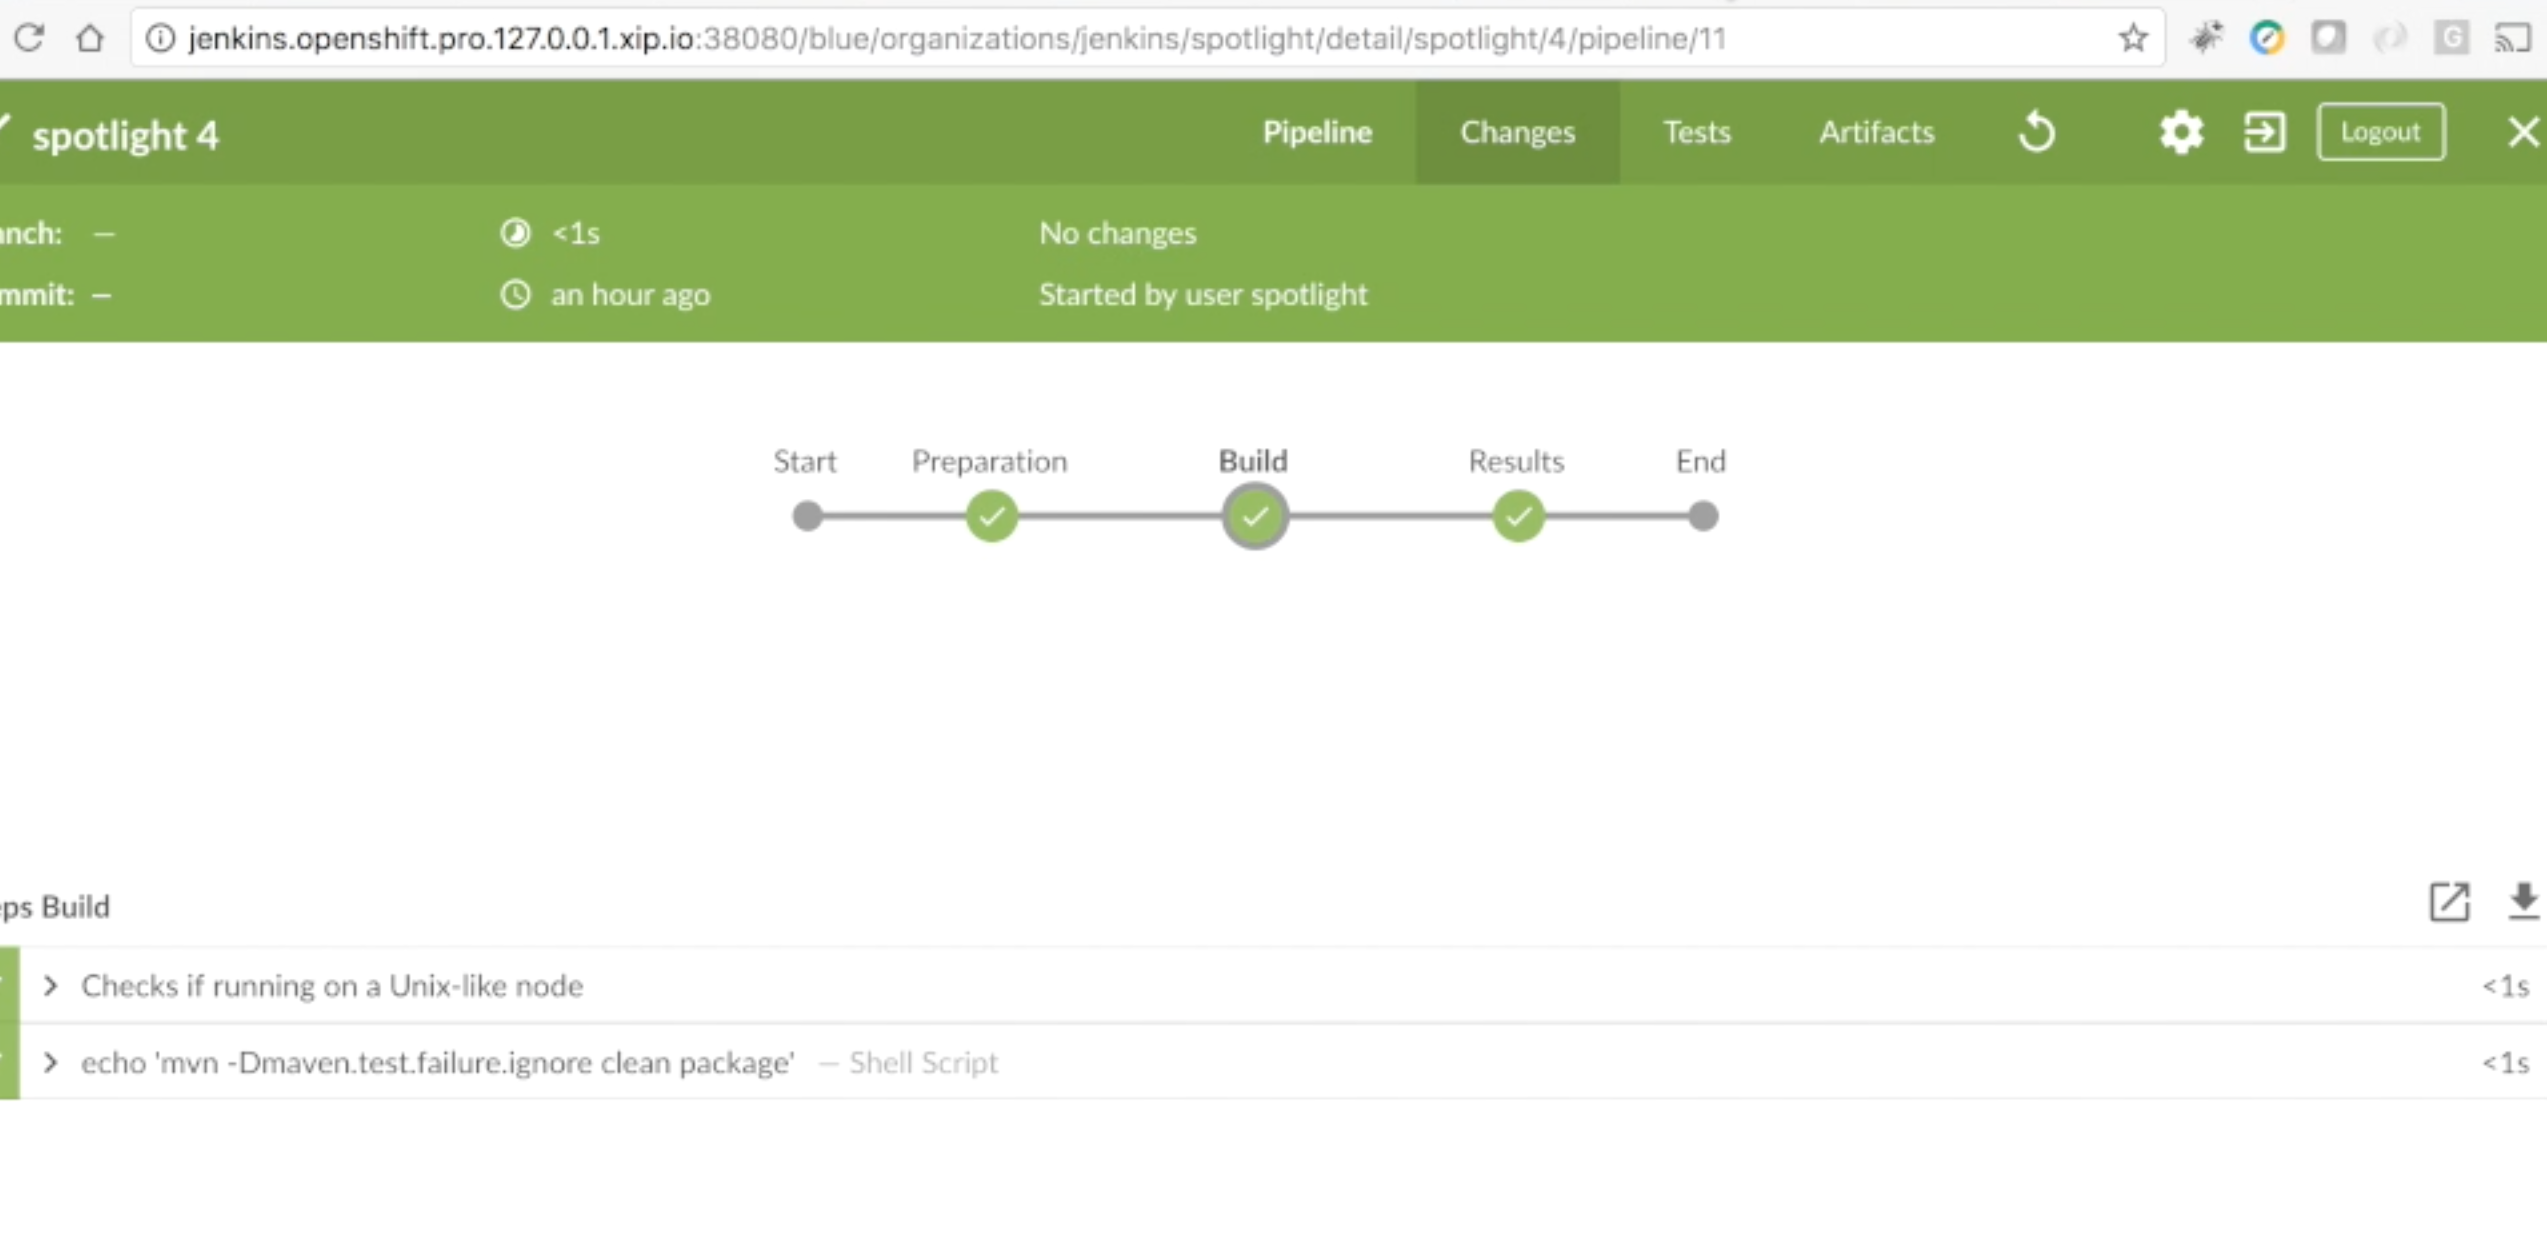 jenkins.openshift.pro.127.0.0.1.xip.io:38080/blue/organizations/jenkins/spotlight/detail/spotlight/4/pipeline/11
G
spotlight 4
Pipeline Changes Tests Artifacts Logout
nch: — <1s No changes
mmit: — an hour ago Started by user spotlight
Start Preparation Build Results End
ps Build
Checks if running on a Unix-like node <1s
echo 'mvn -Dmaven.test.failure.ignore clean package' — Shell Script <1s